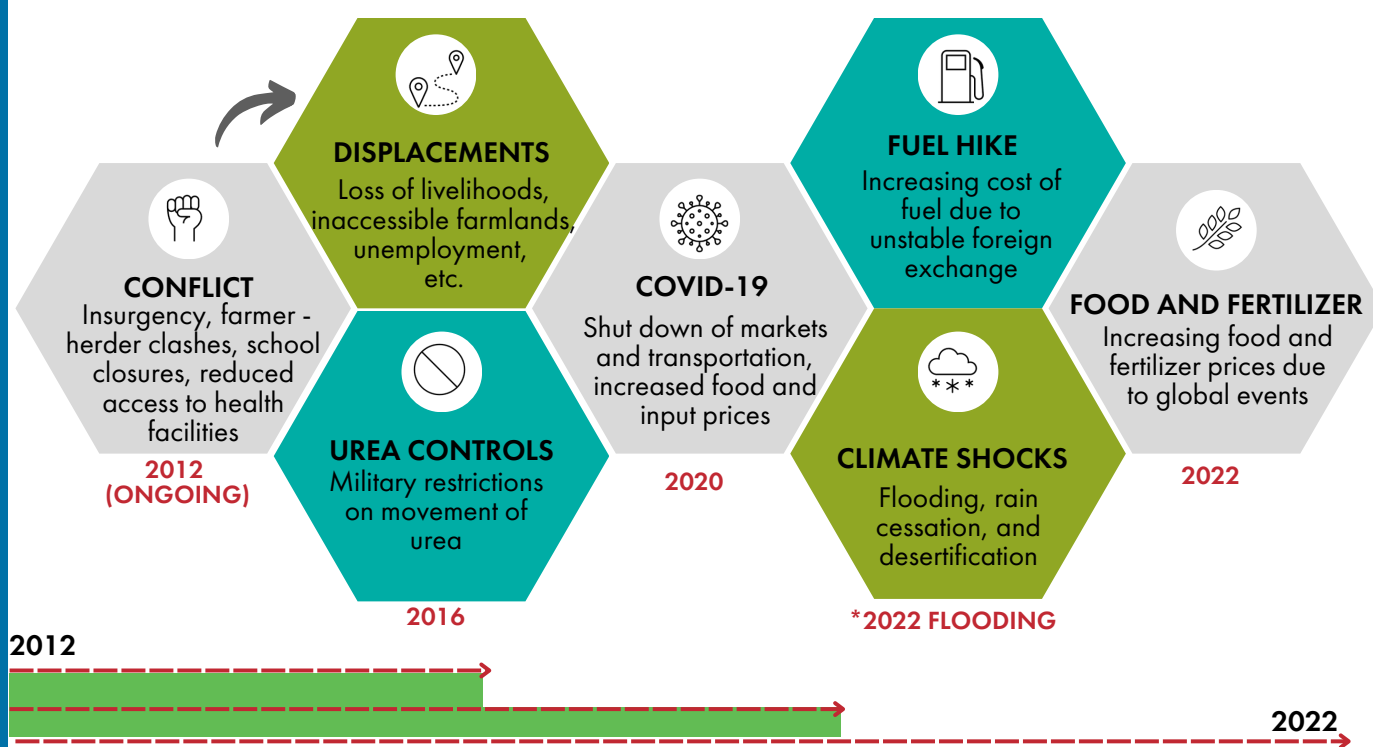 CONFLICT
Insurgency, farmer -
herder clashes, school
closures, reduced
access to health
facilities
2012
(ONGOING)
DISPLACEMENTS
Loss of livelihoods,
inaccessible farmlands,
unemployment,
etc.
UREA CONTROLS
Military restrictions
on movement of
urea
2016
COVID-19
Shut down of markets
and transportation,
increased food and
input prices
2020
FUEL HIKE
Increasing cost of
fuel due to
unstable foreign
exchange
CLIMATE SHOCKS
Flooding, rain
cessation, and
desertification
*2022 FLOODING
FOOD AND FERTILIZER
Increasing food and
fertilizer prices due
to global events
2022
2012
2022